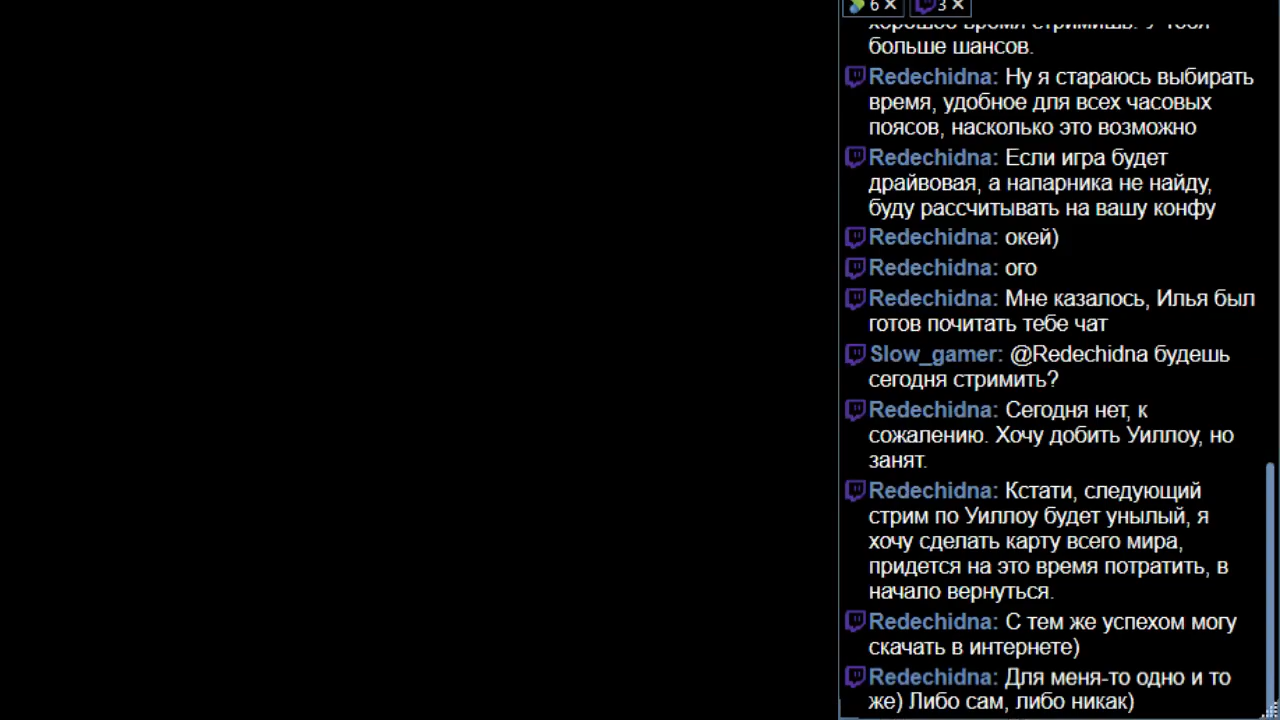 6 × 3 ×
хорошее время стримишь. У тебя
больше шансов.
Redechidna: Ну я стараюсь выбирать
время, удобное для всех часовых
поясов, насколько это возможно
Redechidna: Если игра будет
драйвовая, а напарника не найду,
буду рассчитывать на вашу конфу
Redechidna: окей)
Redechidna: ого
Redechidna: Мне казалось, Илья был
готов почитать тебе чат
Slow_gamer: @Redechidna будешь
сегодня стримить?
Redechidna: Сегодня нет, к
сожалению. Хочу добить Уиллоу, но
занят.
Redechidna: Кстати, следующий
стрим по Уиллоу будет унылый, я
хочу сделать карту всего мира,
придется на это время потратить, в
начало вернуться.
Redechidna: С тем же успехом могу
скачать в интернете)
Redechidna: Для меня-то одно и то
же) Либо сам, либо никак)